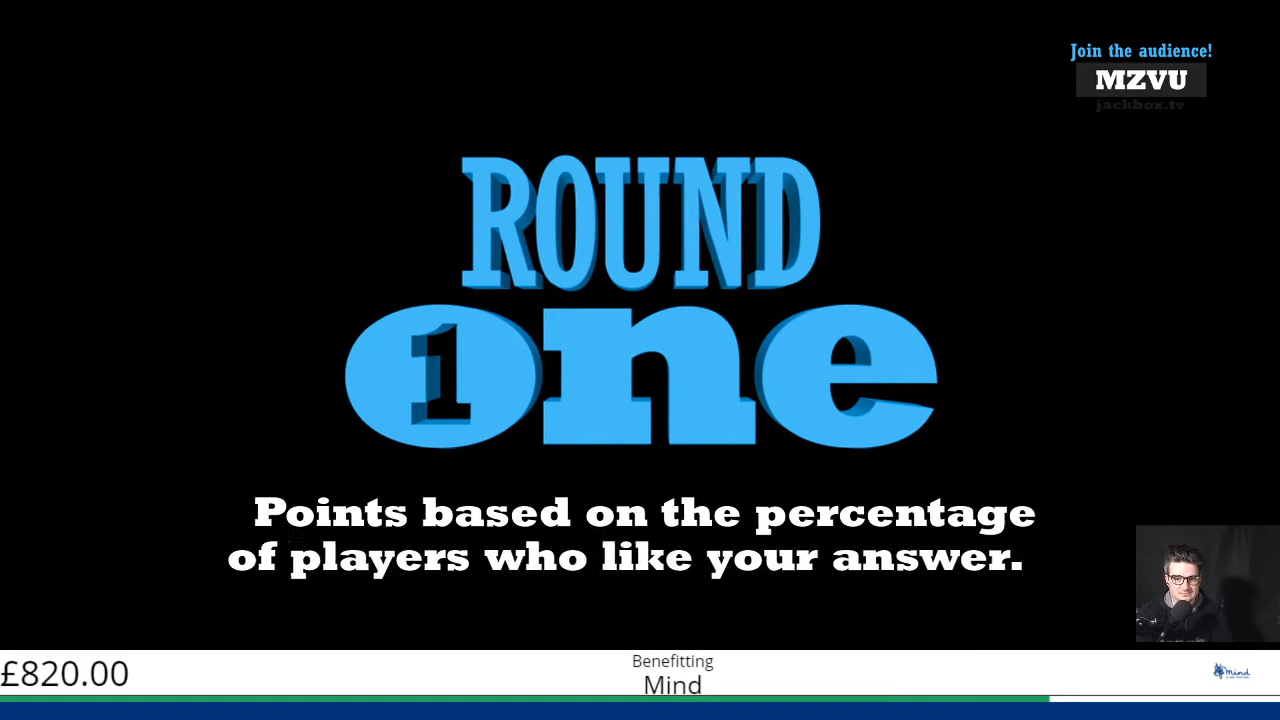 Join the audience!
MZVU
jackbox.tv
ROUND
One
1
Points based on the percentage
of players who like your answer.
£820.00
Benefitting
Mind
mind